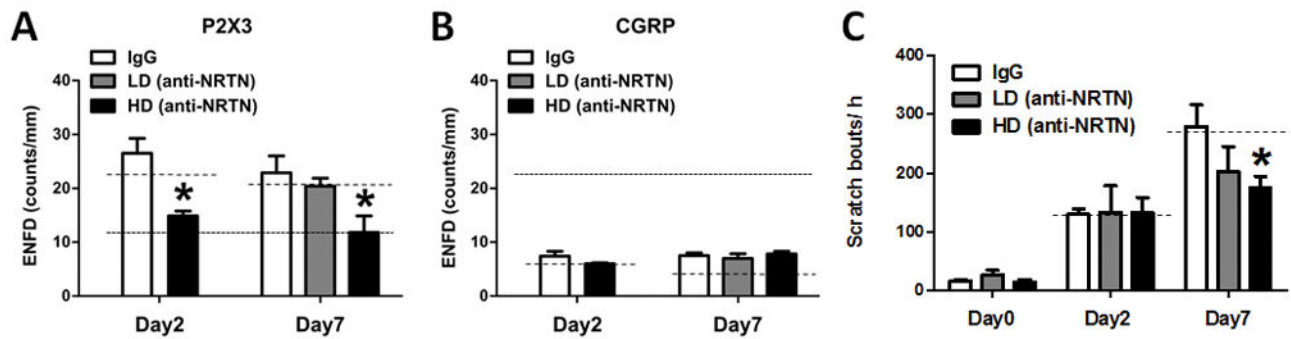 A
P2X3
IgG
LD (anti-NRTN)
HD (anti-NRTN)
ENFD (counts/mm)
40
30
20
10
0
*
*
Day2
Day7
B
CGRP
IgG
LD (anti-NRTN)
HD (anti-NRTN)
ENFD (counts/mm)
40
30
20
10
0
Day2
Day7
C
IgG
LD (anti-NRTN)
HD (anti-NRTN)
Scratch bouts/ h
400
300
200
100
0
*
Day0
Day2
Day7